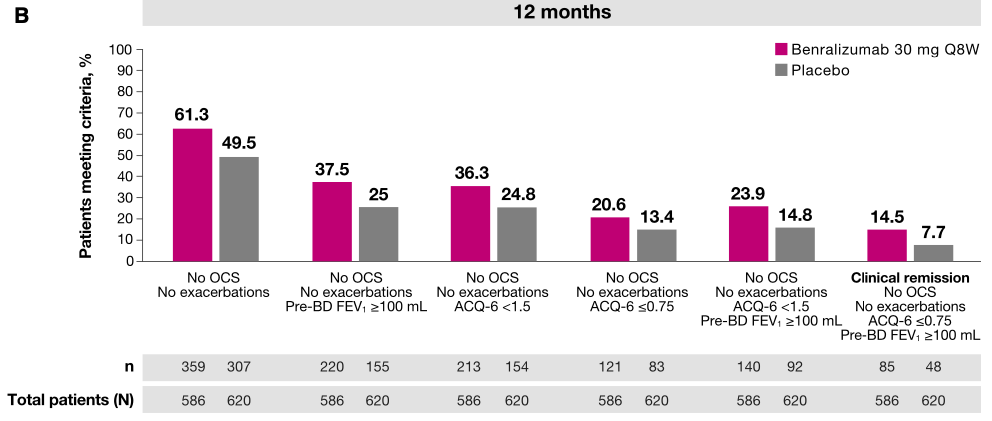 B
12 months
Benralizumab 30 mg Q8W
Placebo
Patients meeting criteria, %
100
90
80
70
60
50
40
30
20
10
0
61.3
49.5
37.5
25
36.3
24.8
20.6
13.4
23.9
14.8
14.5
7.7
No OCS
No exacerbations
No OCS
No exacerbations
Pre-BD FEV₁ ≥100 mL
No OCS
No exacerbations
ACQ-6 <1.5
No OCS
No exacerbations
ACQ-6 ≤0.75
No OCS
No exacerbations
ACQ-6 <1.5
Pre-BD FEV₁ ≥100 mL
Clinical remission
No OCS
No exacerbations
ACQ-6 ≤0.75
Pre-BD FEV₁ ≥100 mL
n 359 307 220 155 213 154 121 83 140 92 85 48
Total patients (N) 586 620 586 620 586 620 586 620 586 620 586 620